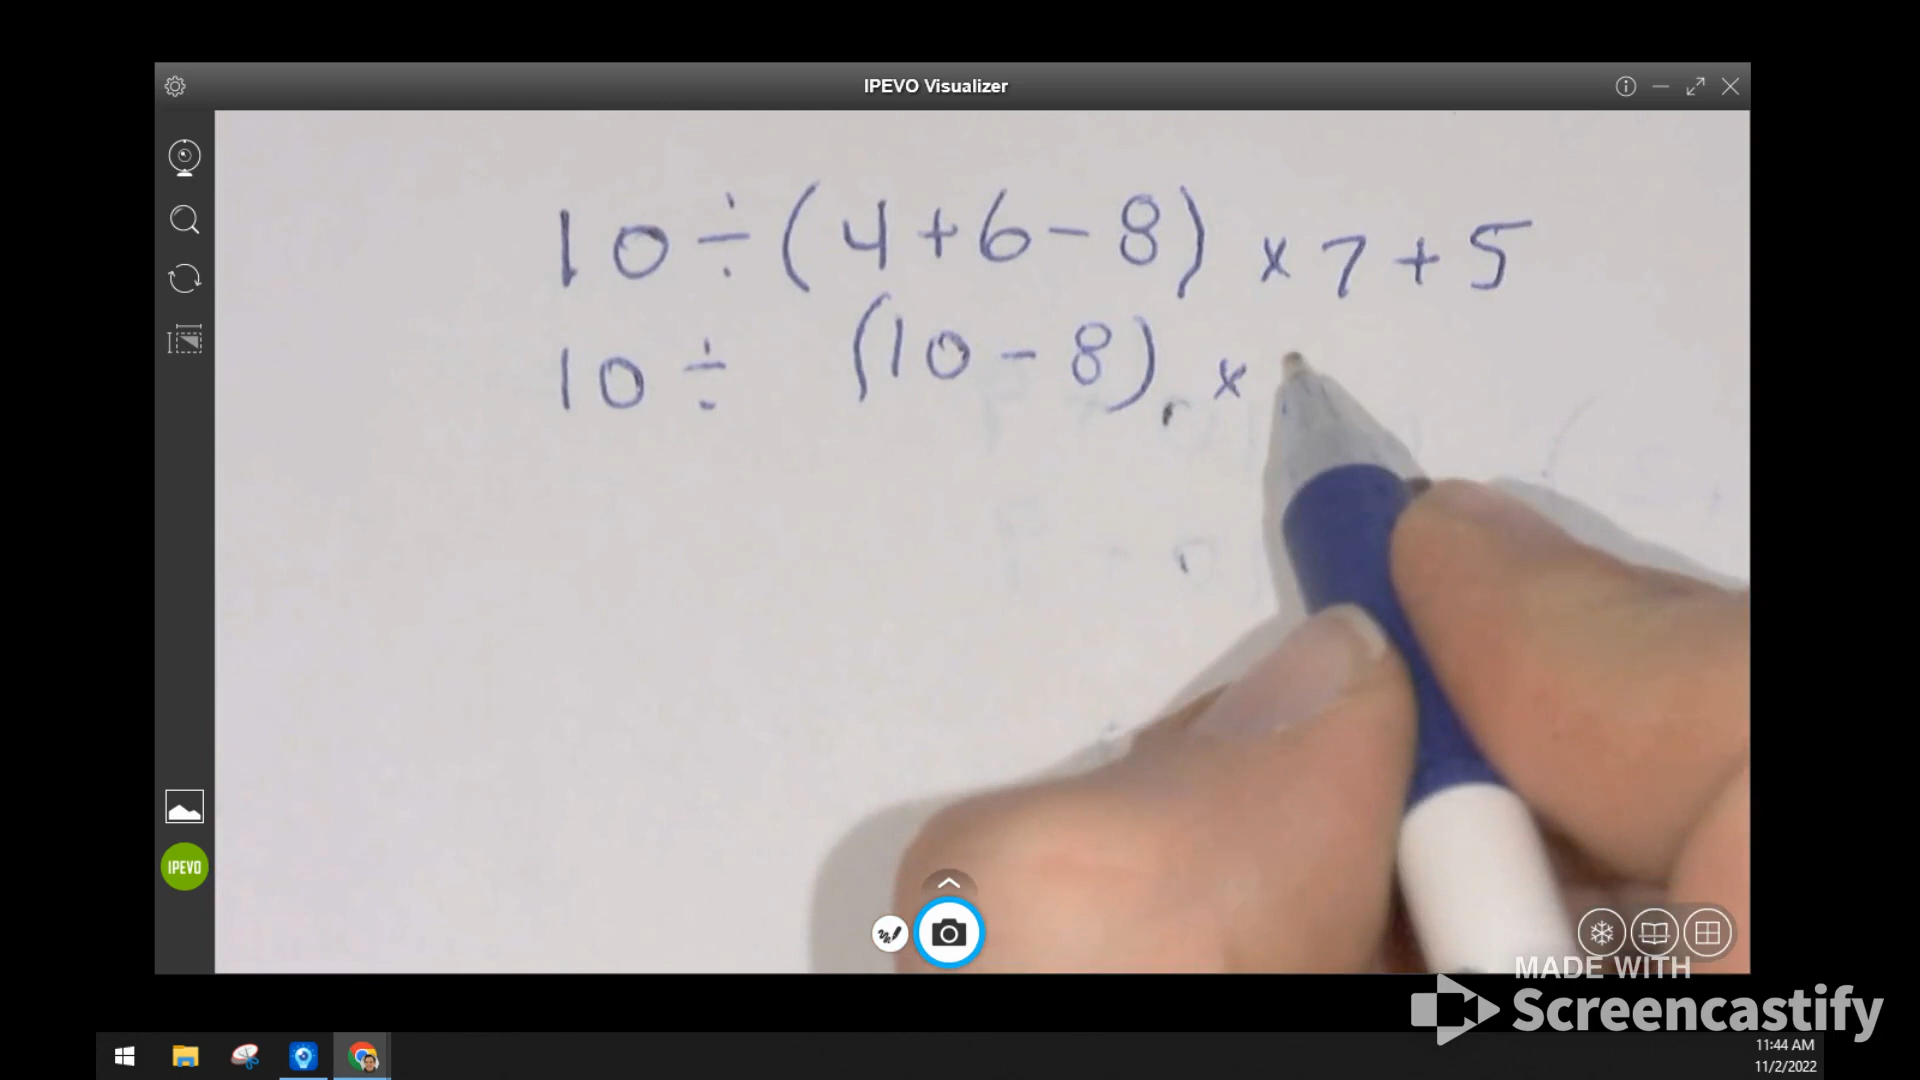 IPEVO Visualizer
10 ÷ (4 + 6 - 8) × 7 + 5
10 ÷ (10 - 8) ×
IPEVO
MADE WITH
Screencastify
11:44 AM
11/2/2022